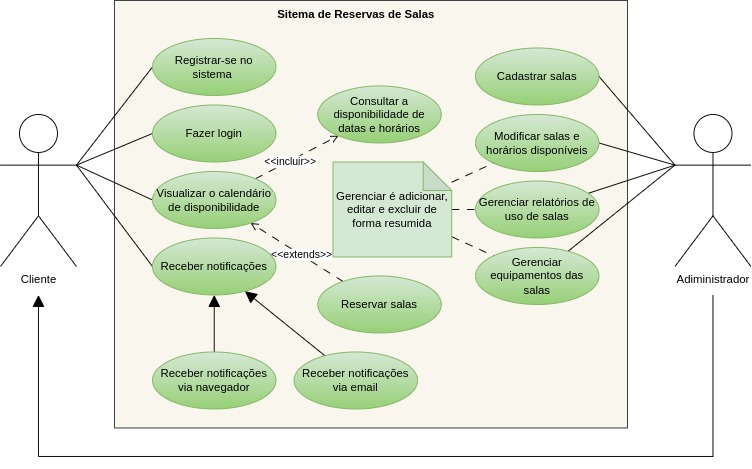 Sitema de Reservas de Salas
Registrar-se no
sistema
Fazer login
Visualizar o calendário
de disponibilidade
Receber notificações
Receber notificações
via navegador
Receber notificações
via email
Consultar a
disponibilidade de
datas e horários
<<incluir>>
Gerenciar é adicionar,
editar e excluir de
forma resumida
<<extends>>
Reservar salas
Cadastrar salas
Modificar salas e
horários disponíveis
Gerenciar relatórios de
uso de salas
Gerenciar
equipamentos das
salas
Cliente
Adiministrador